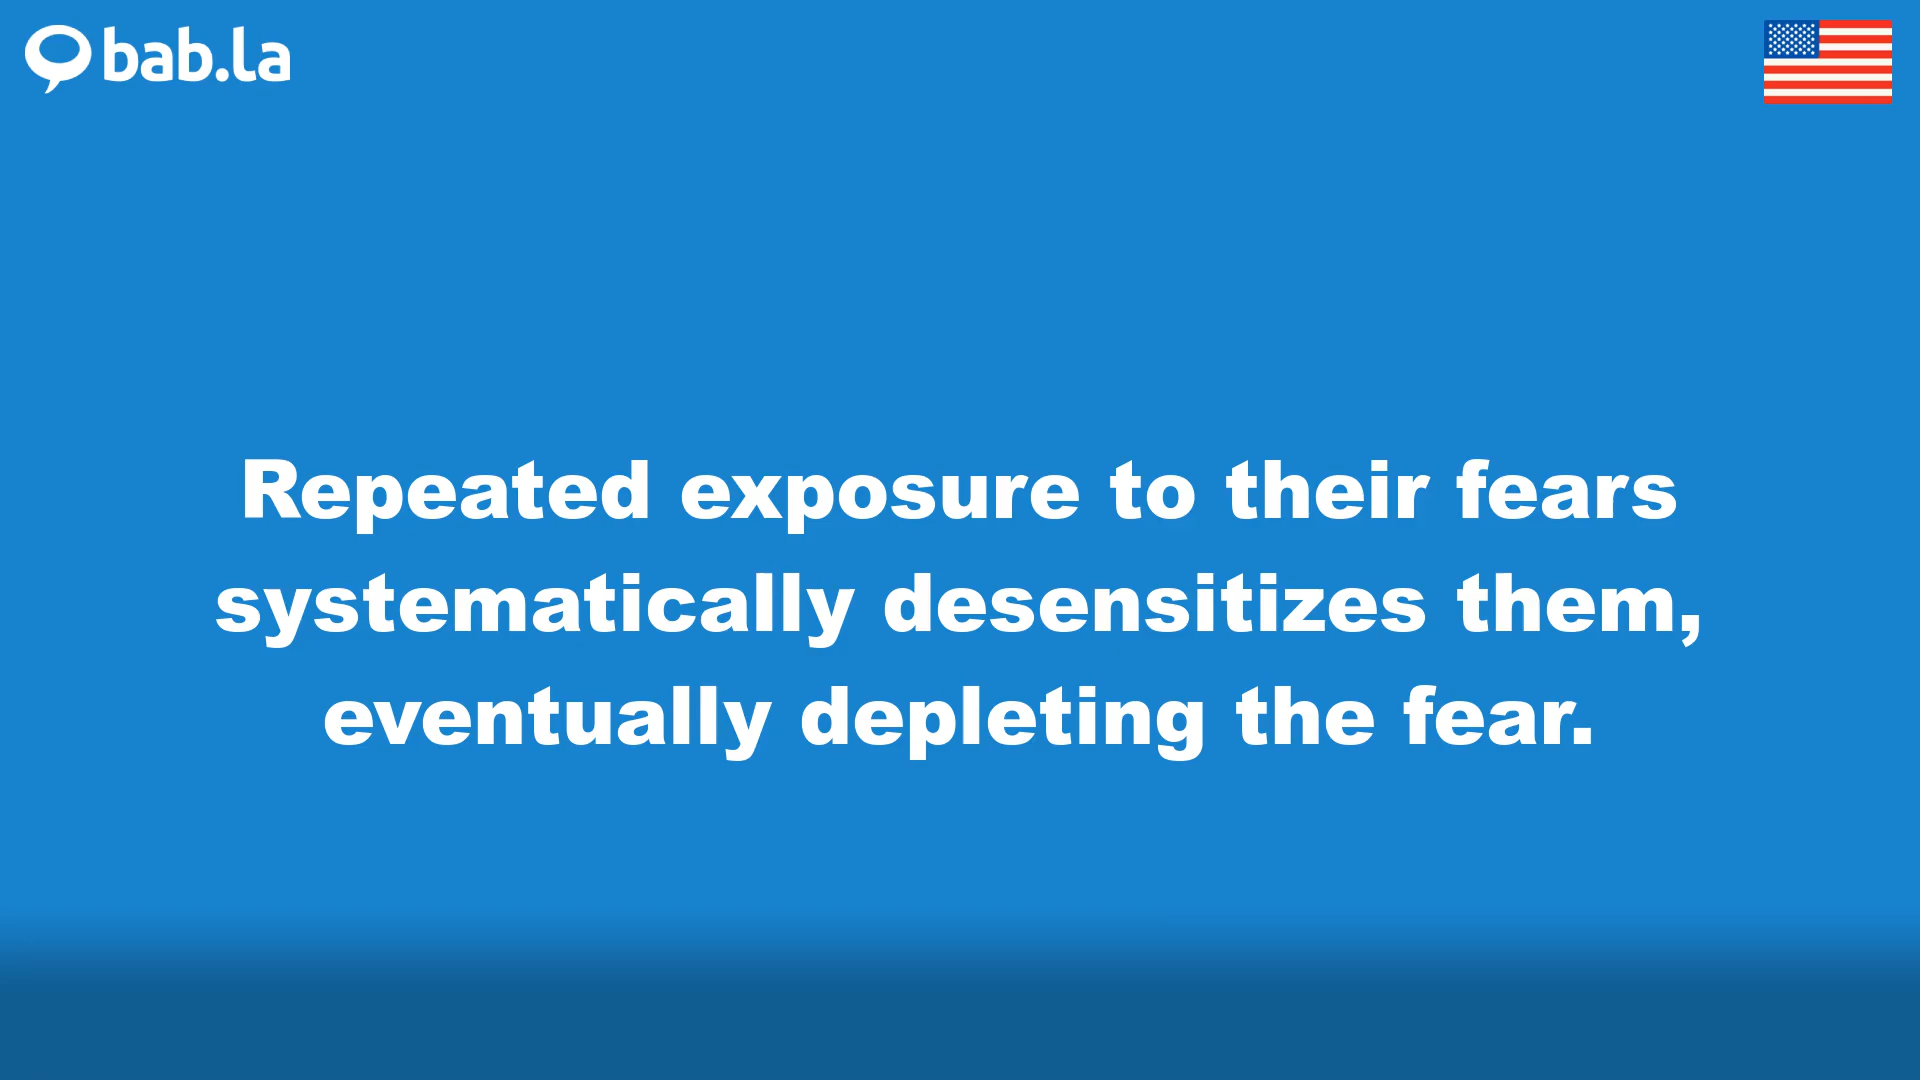 bab.la
Repeated exposure to their fears
systematically desensitizes them,
eventually depleting the fear.